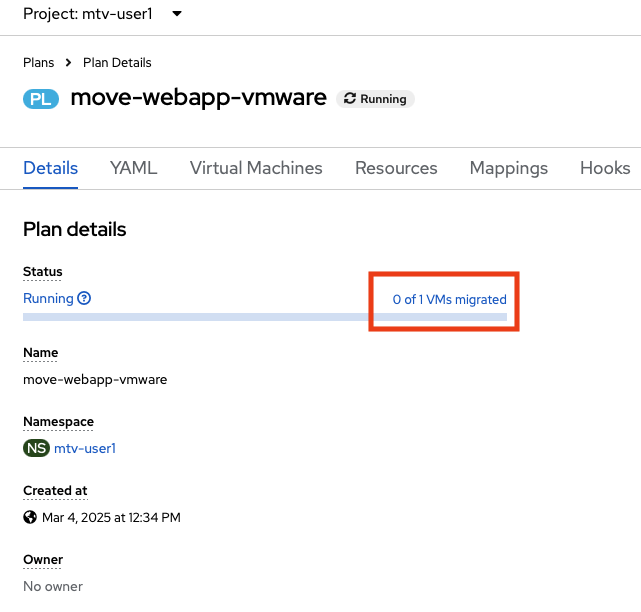 Project: mtv-user1
Plans Plan Details
PL move-webapp-vmware Running
Details YAML Virtual Machines Resources Mappings Hooks
Plan details
Status
Running 0 of 1 VMs migrated
Name
move-webapp-vmware
Namespace
NS mtv-user1
Created at
Mar 4, 2025 at 12:34 PM
Owner
No owner